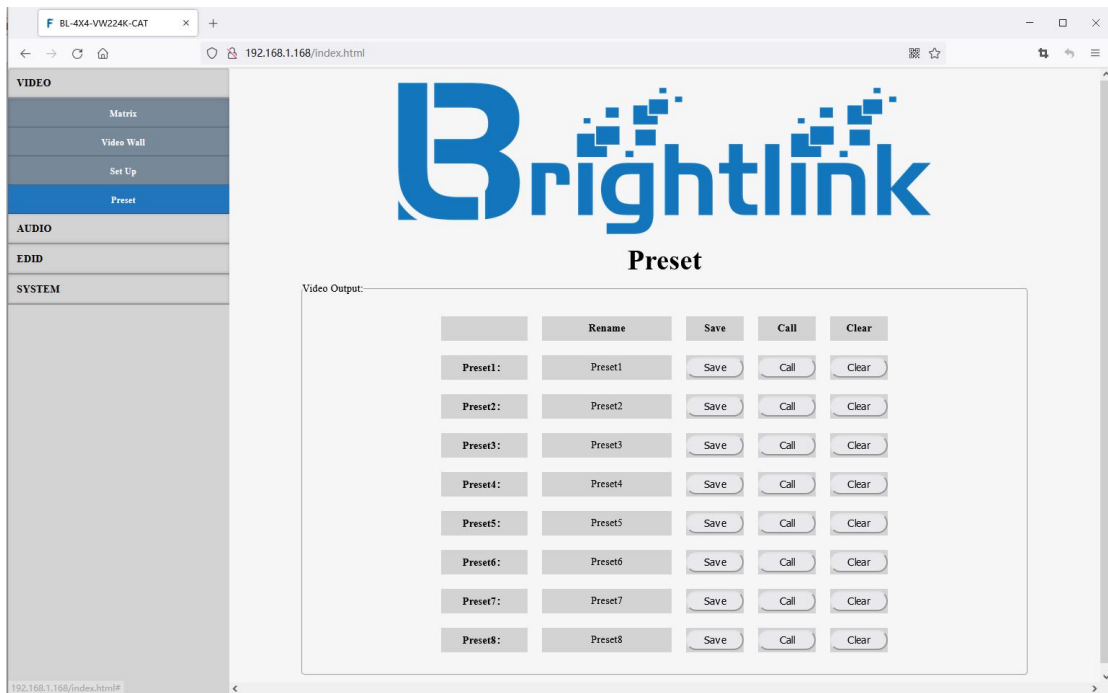 BL-4X4-VW224K-CAT
192.168.1.168/index.html
VIDEO
Matrix
Video Wall
Set Up
Preset
AUDIO
EDID
SYSTEM
Brightlink
Preset
Video Output:
Rename Save Call Clear
Preset1: Preset1 Save Call Clear
Preset2: Preset2 Save Call Clear
Preset3: Preset3 Save Call Clear
Preset4: Preset4 Save Call Clear
Preset5: Preset5 Save Call Clear
Preset6: Preset6 Save Call Clear
Preset7: Preset7 Save Call Clear
Preset8: Preset8 Save Call Clear
192.168.1.168/index.html#